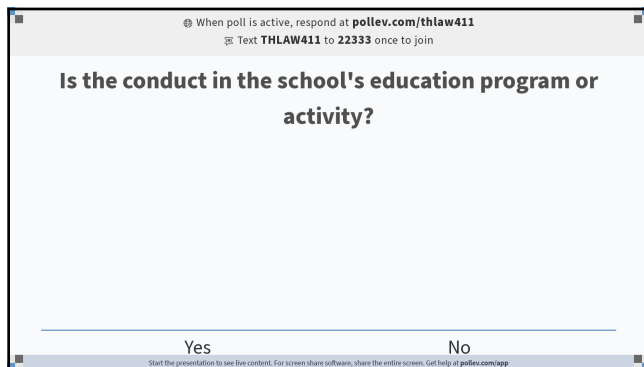 When poll is active, respond at pollev.com/thlaw411
Text THLAW411 to 22333 once to join
Is the conduct in the school's education program or
activity?
Yes No
Start the presentation to see live content. For screen share software, share the entire screen. Get help at pollev.com/app